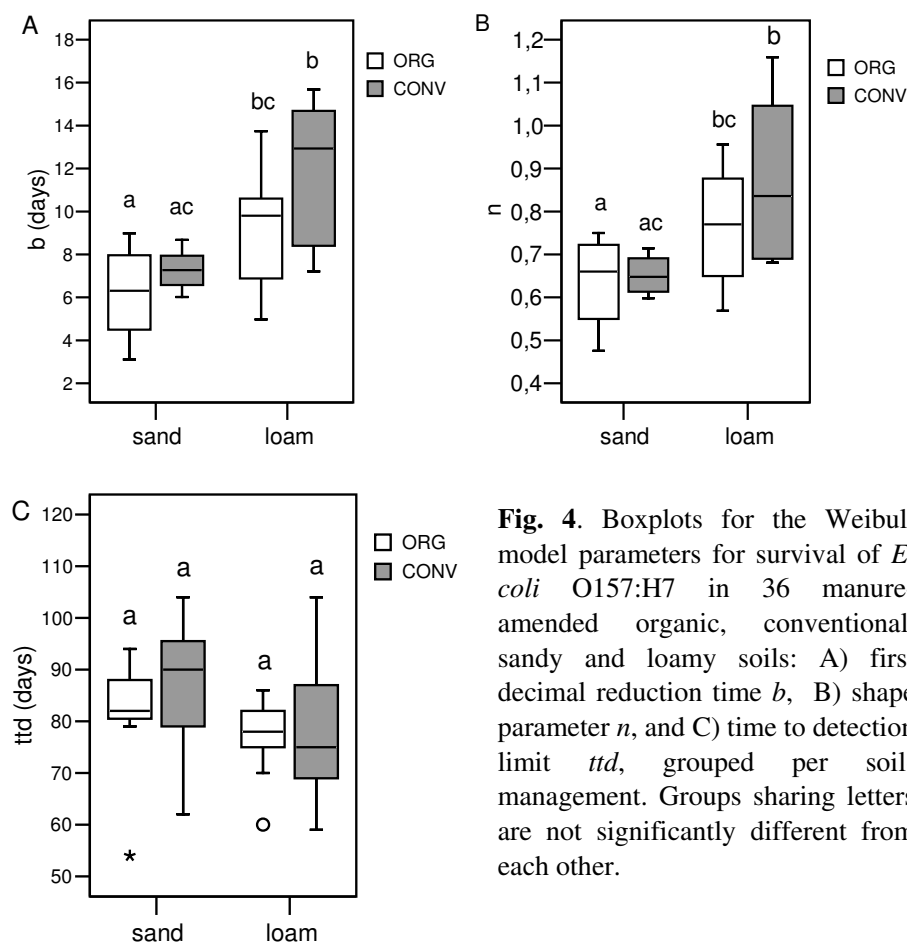 A
B
18
16
14
12
10
8
6
4
2
b (days)
a
ac
bc
b
sand
loam
ORG
CONV
1,2
1,1
1,0
0,9
0,8
0,7
0,6
0,5
0,4
n
a
ac
bc
b
sand
loam
ORG
CONV
C
120
110
100
90
80
70
60
50
ttd (days)
a
a
a
a
*
sand
loam
ORG
CONV
Fig. 4. Boxplots for the Weibul
model parameters for survival of E
coli O157:H7 in 36 manure
amended organic, conventional
sandy and loamy soils: A) firs
decimal reduction time b, B) shape
parameter n, and C) time to detection
limit ttd, grouped per soil
management. Groups sharing letters
are not significantly different from
each other.